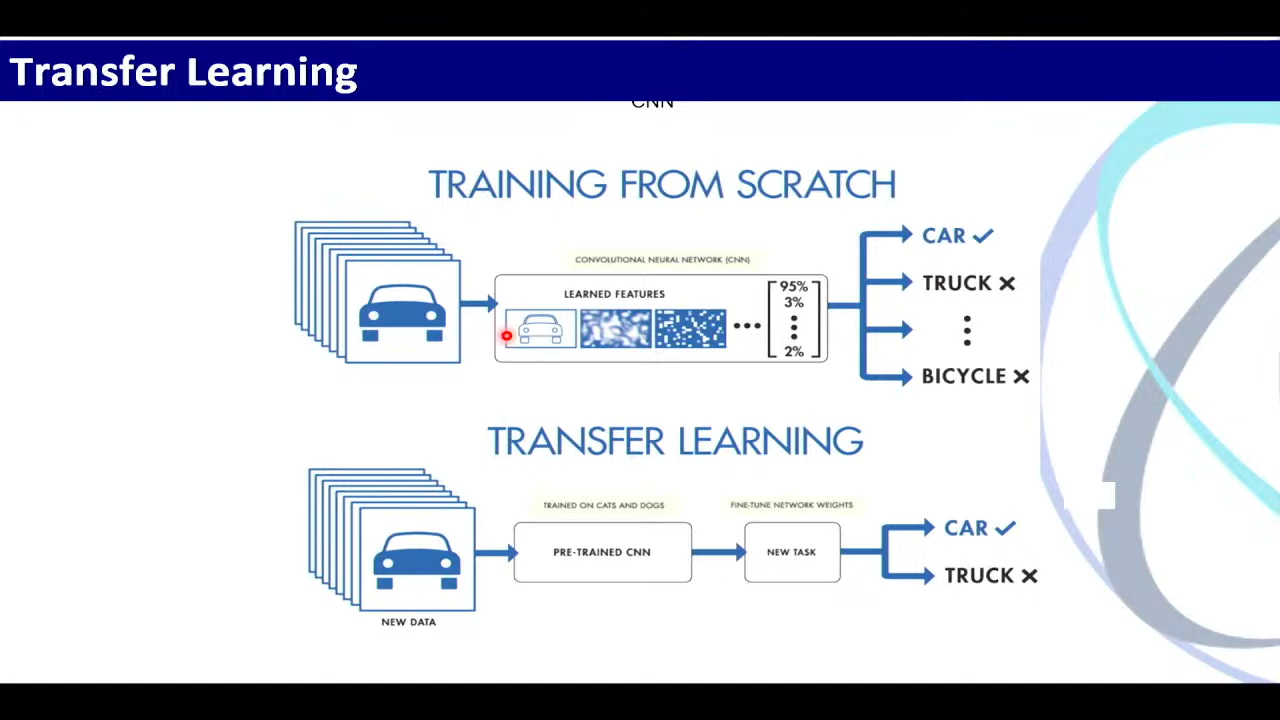 Transfer Learning
CNN
TRAINING FROM SCRATCH
CONVOLUTIONAL NEURAL NETWORK (CNN)
LEARNED FEATURES
95%
3%
2%
CAR
TRUCK
BICYCLE
TRANSFER LEARNING
TRAINED ON CATS AND DOGS
FINE-TUNE NETWORK WEIGHTS
PRE-TRAINED CNN
NEW TASK
CAR
TRUCK
NEW DATA